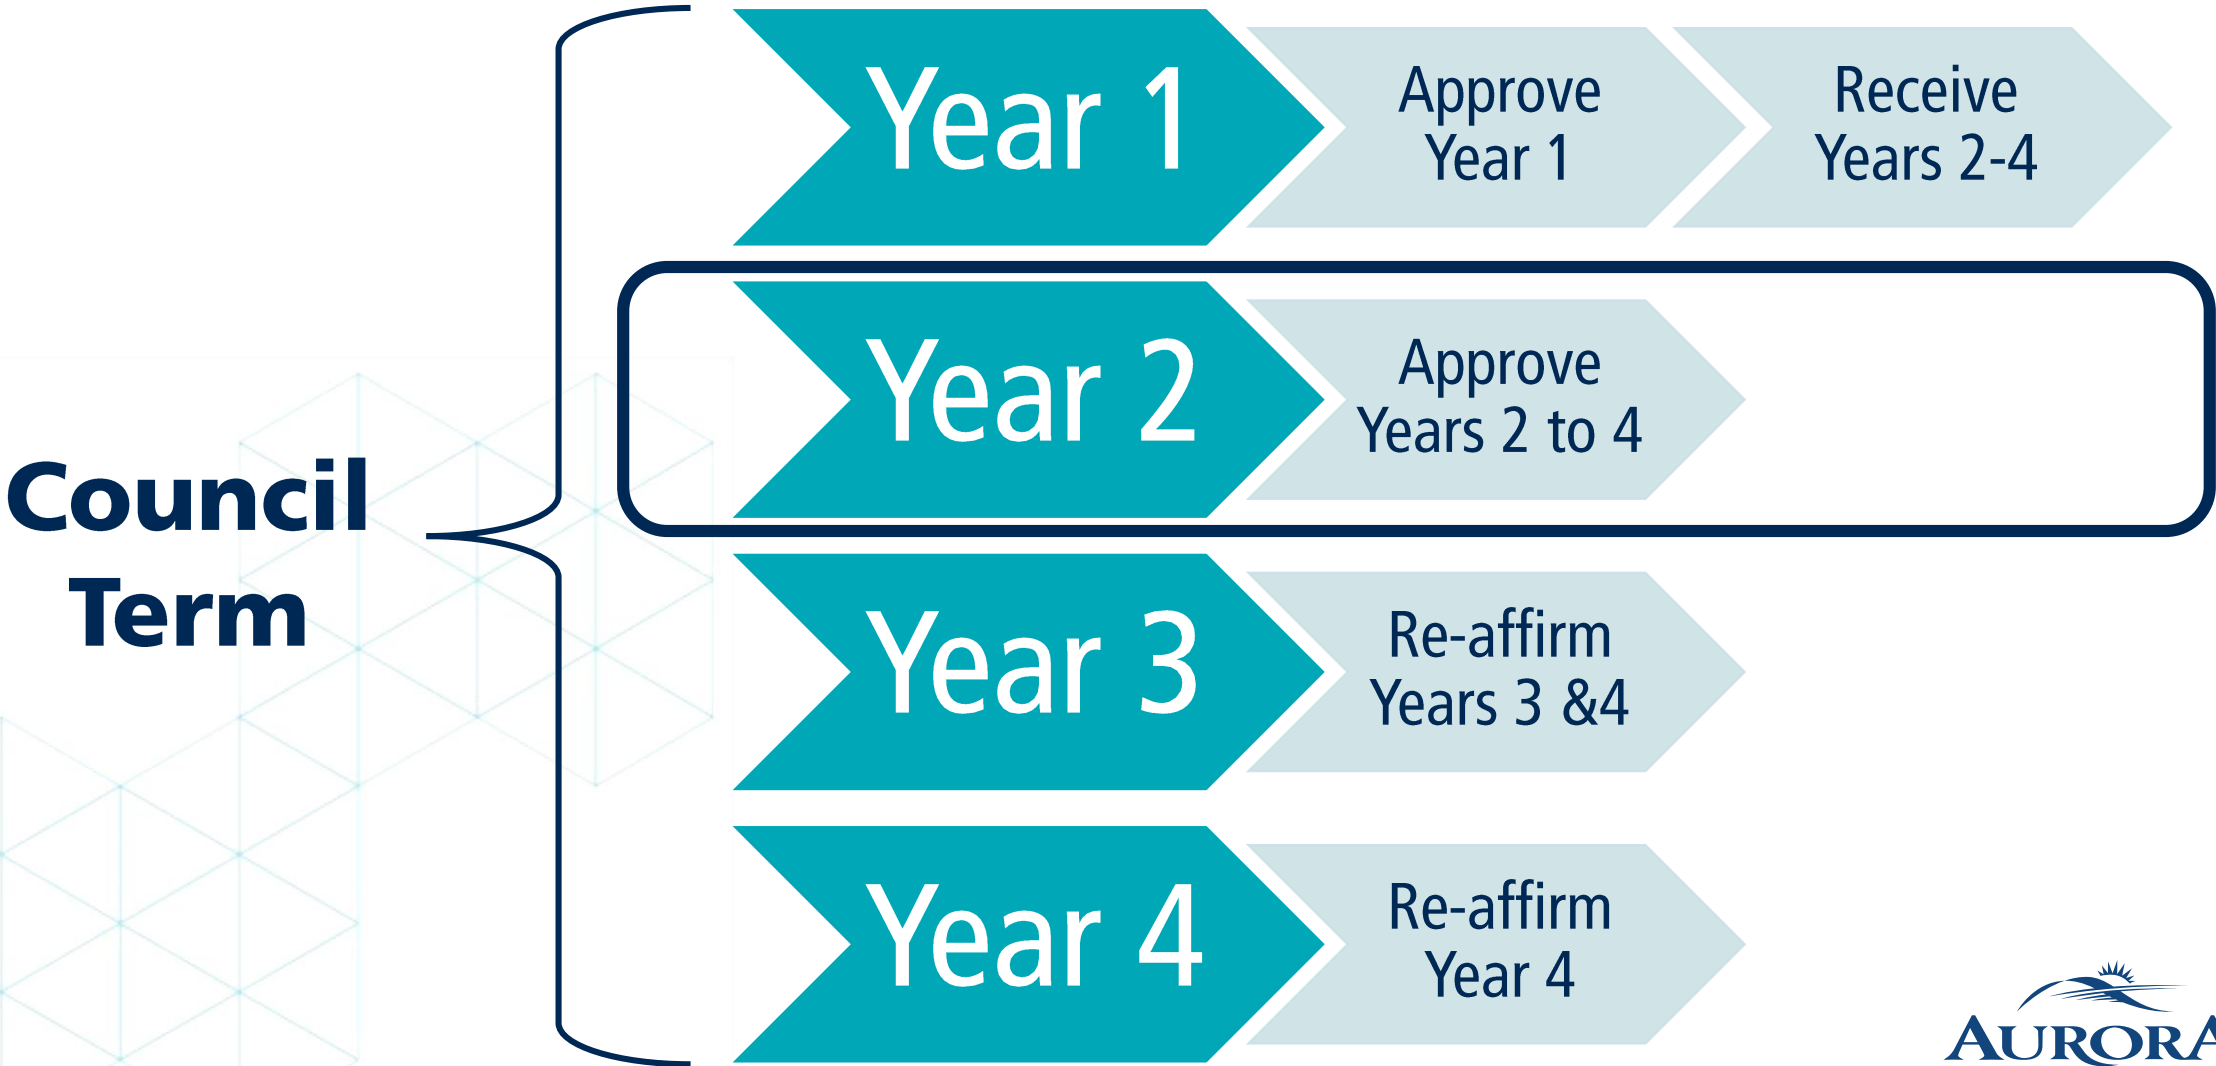 Council
Term
Year 1
Approve
Year 1
Receive
Years 2-4
Year 2
Approve
Years 2 to 4
Year 3
Re-affirm
Years 3 &4
Year 4
Re-affirm
Year 4
AURORA